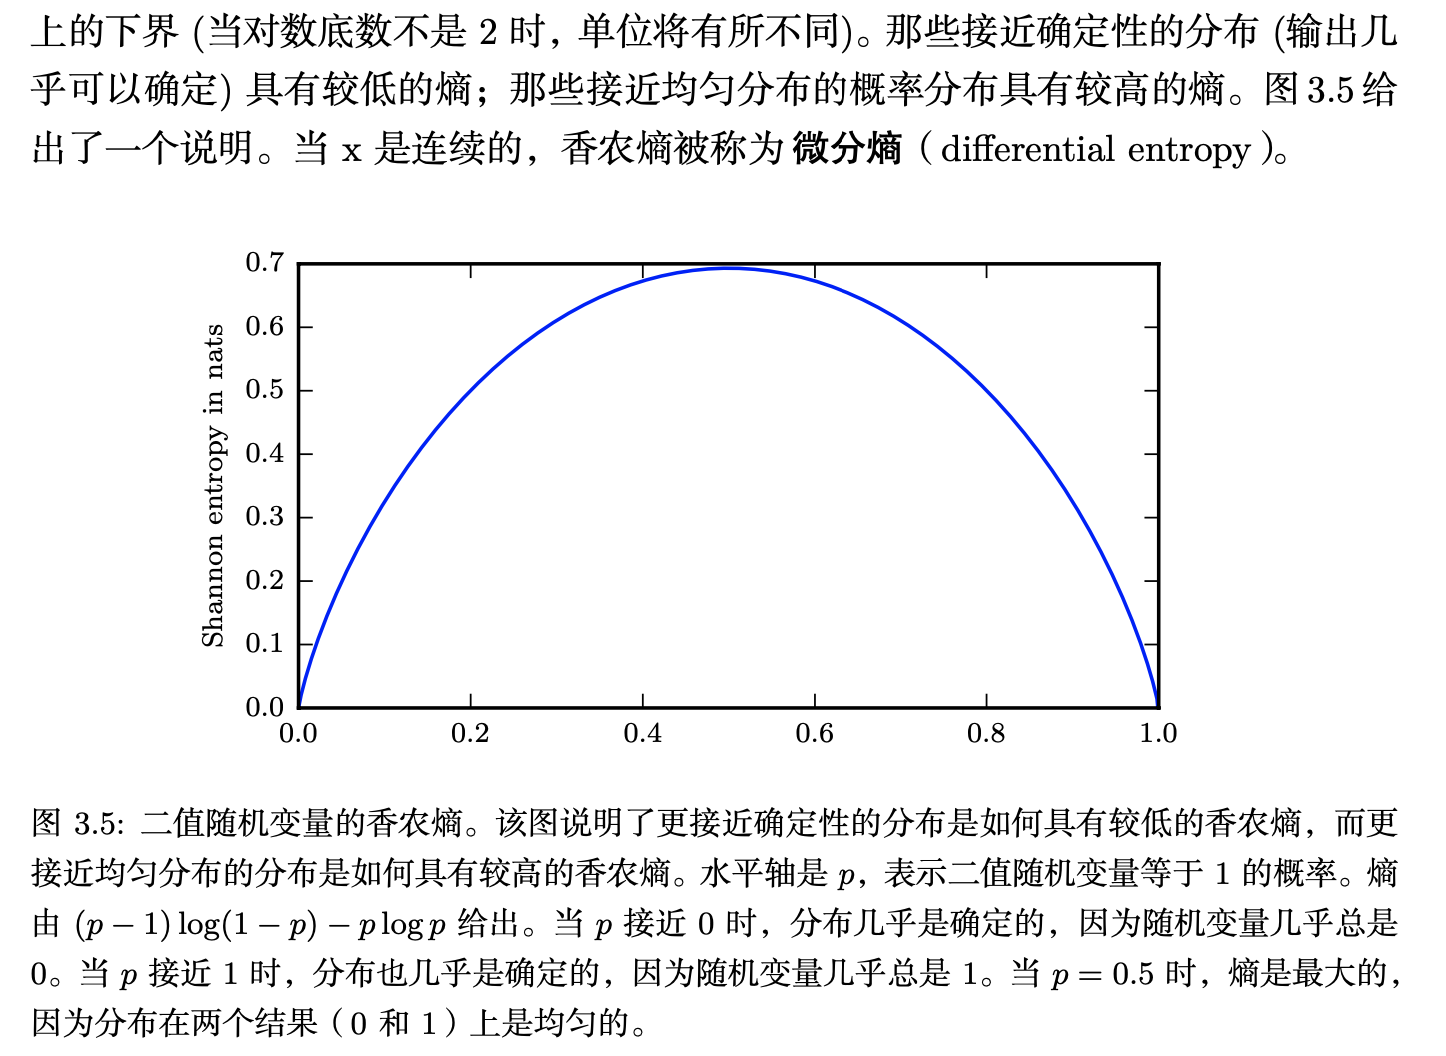 上的下界 (当对数底数不是 2 时，单位将有所不同)。那些接近确定性的分布 (输出几
乎可以确定) 具有较低的熵；那些接近均匀分布的概率分布具有较高的熵。图 3.5 给
出了一个说明。当 x 是连续的，香农熵被称为 微分熵（differential entropy）。
0.7
0.6
0.5
0.4
0.3
0.2
0.1
0.0
Shannon entropy in nats
0.0 0.2 0.4 0.6 0.8 1.0
图 3.5: 二值随机变量的香农熵。该图说明了更接近确定性的分布是如何具有较低的香农熵，而更
接近均匀分布的分布是如何具有较高的香农熵。水平轴是 p，表示二值随机变量等于 1 的概率。熵
由 (p − 1) log(1 − p) − p log p 给出。当 p 接近 0 时，分布几乎是确定的，因为随机变量几乎总是
0。当 p 接近 1 时，分布也几乎是确定的，因为随机变量几乎总是 1。当 p = 0.5 时，熵是最大的，
因为分布在两个结果（0 和 1）上是均匀的。